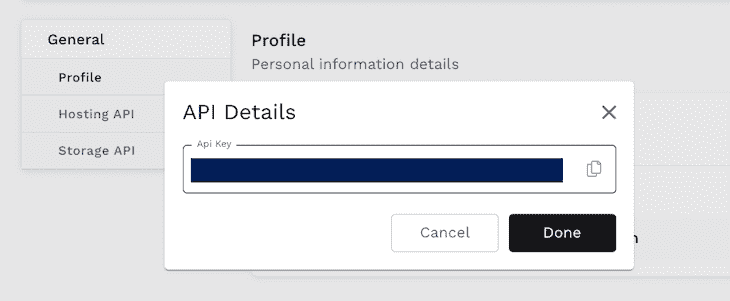 General
Profile
Hosting API
Storage API
Profile
Personal information details
API Details
Api Key
Cancel
Done